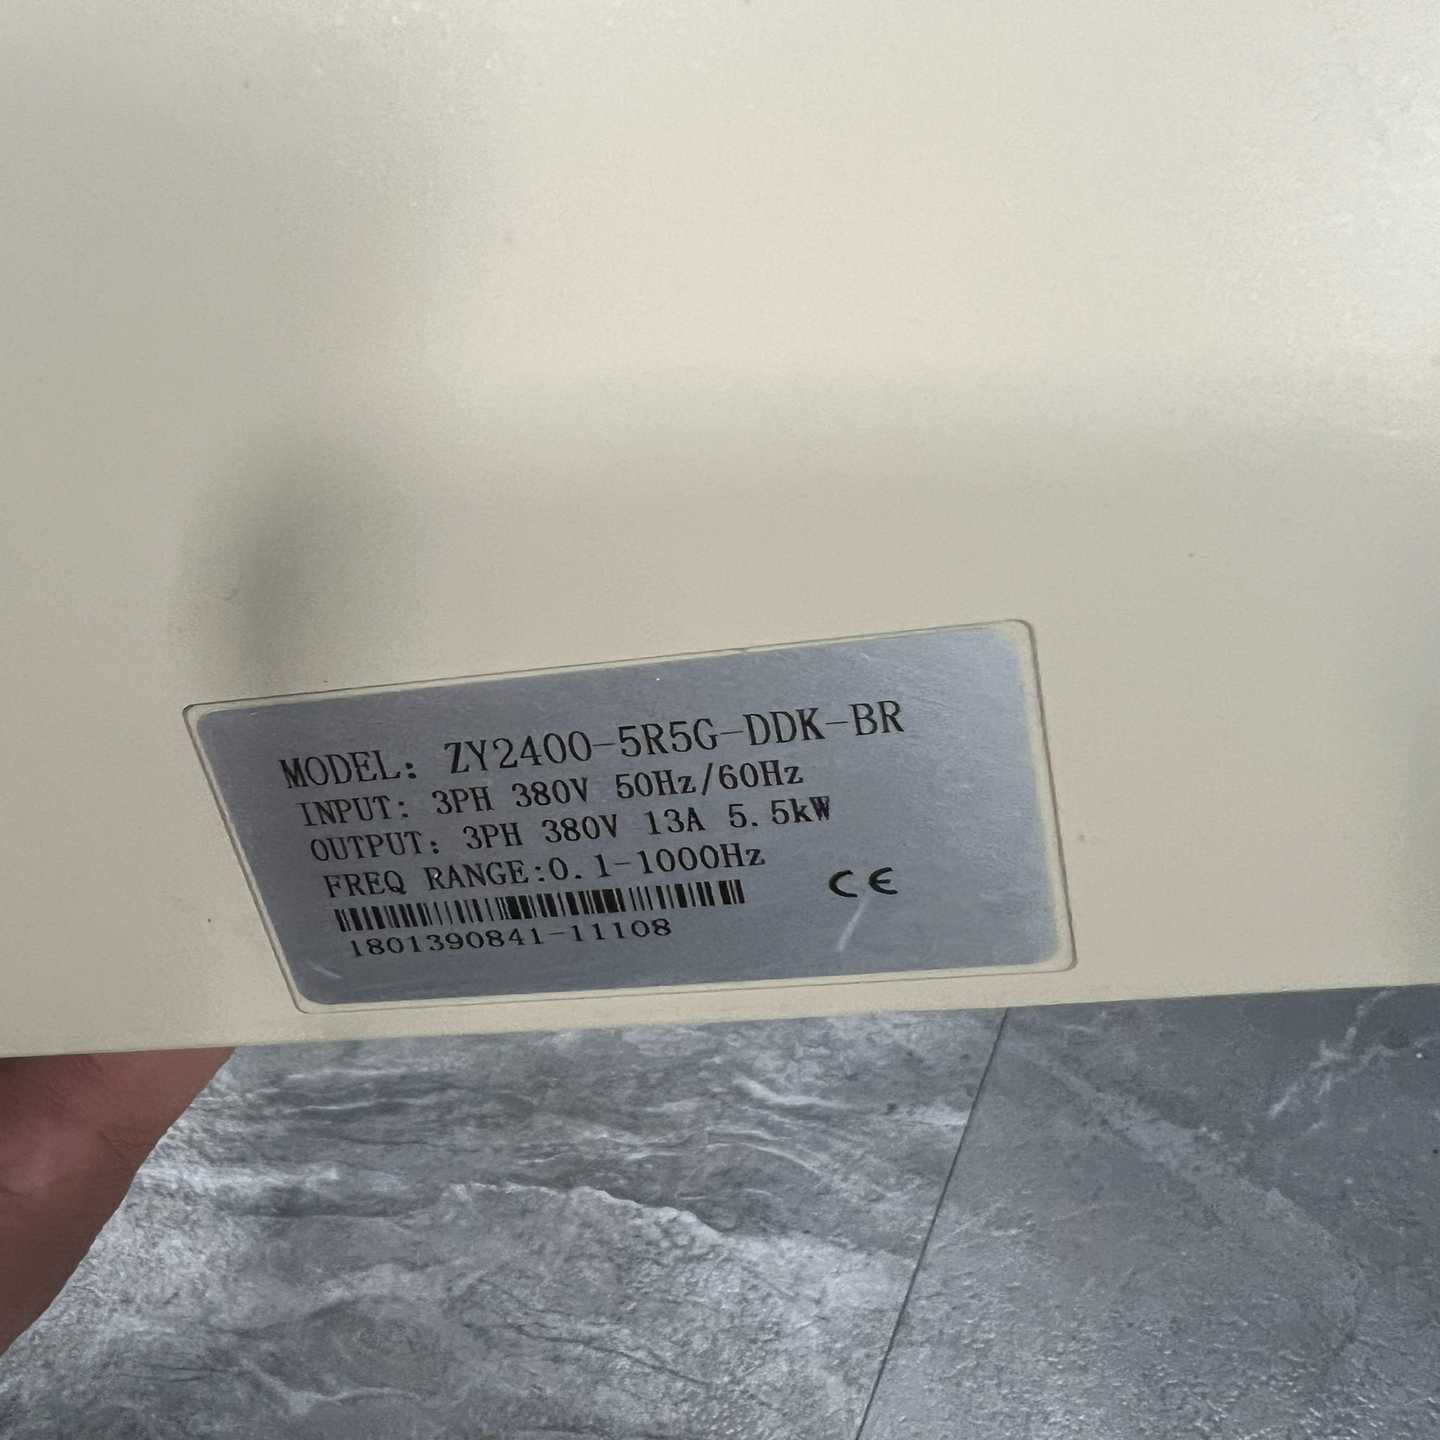 MODEL: ZY2400-5R5G-DDK-BR
INPUT: 3PH 380V 50Hz/60Hz
OUTPUT: 3PH 380V 13A 5.5kW
FREQ RANGE:0.1-1000Hz
CE
1801390841-11108